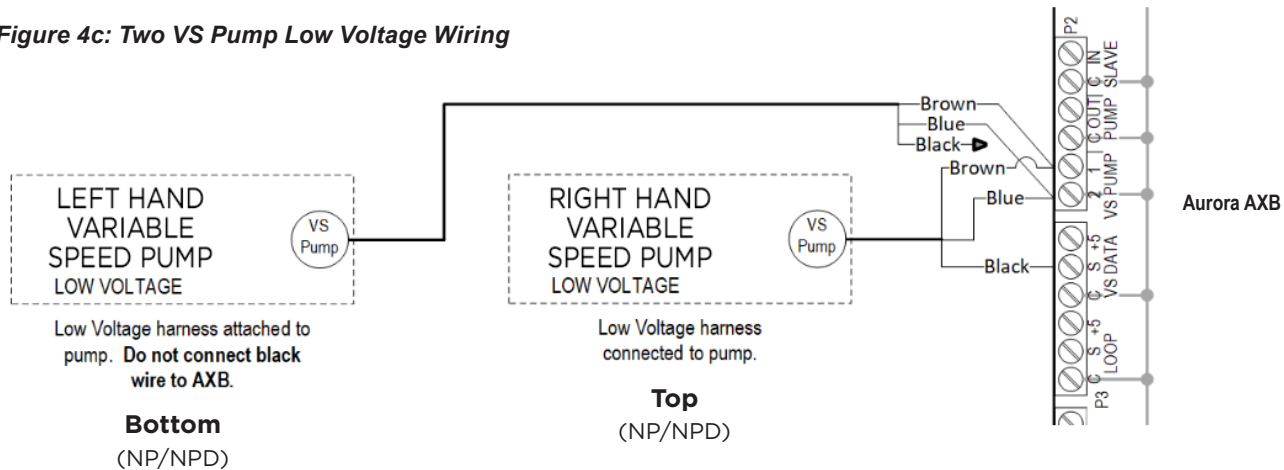 Figure 4c: Two VS Pump Low Voltage Wiring
LEFT HAND
VARIABLE
SPEED PUMP
LOW VOLTAGE
VS
Pump
Low Voltage harness attached to
pump. Do not connect black
wire to AXB.
Bottom
(NP/NPD)
RIGHT HAND
VARIABLE
SPEED PUMP
LOW VOLTAGE
VS
Pump
Low Voltage harness
connected to pump.
Top
(NP/NPD)
Brown
Blue
Black
Brown
Blue
Black
P2
C IN
SLAVE
C OUT
PUMP
2 1
VS PUMP
C S +5
VS DATA
C S +5
LOOP
P3
Aurora AXB